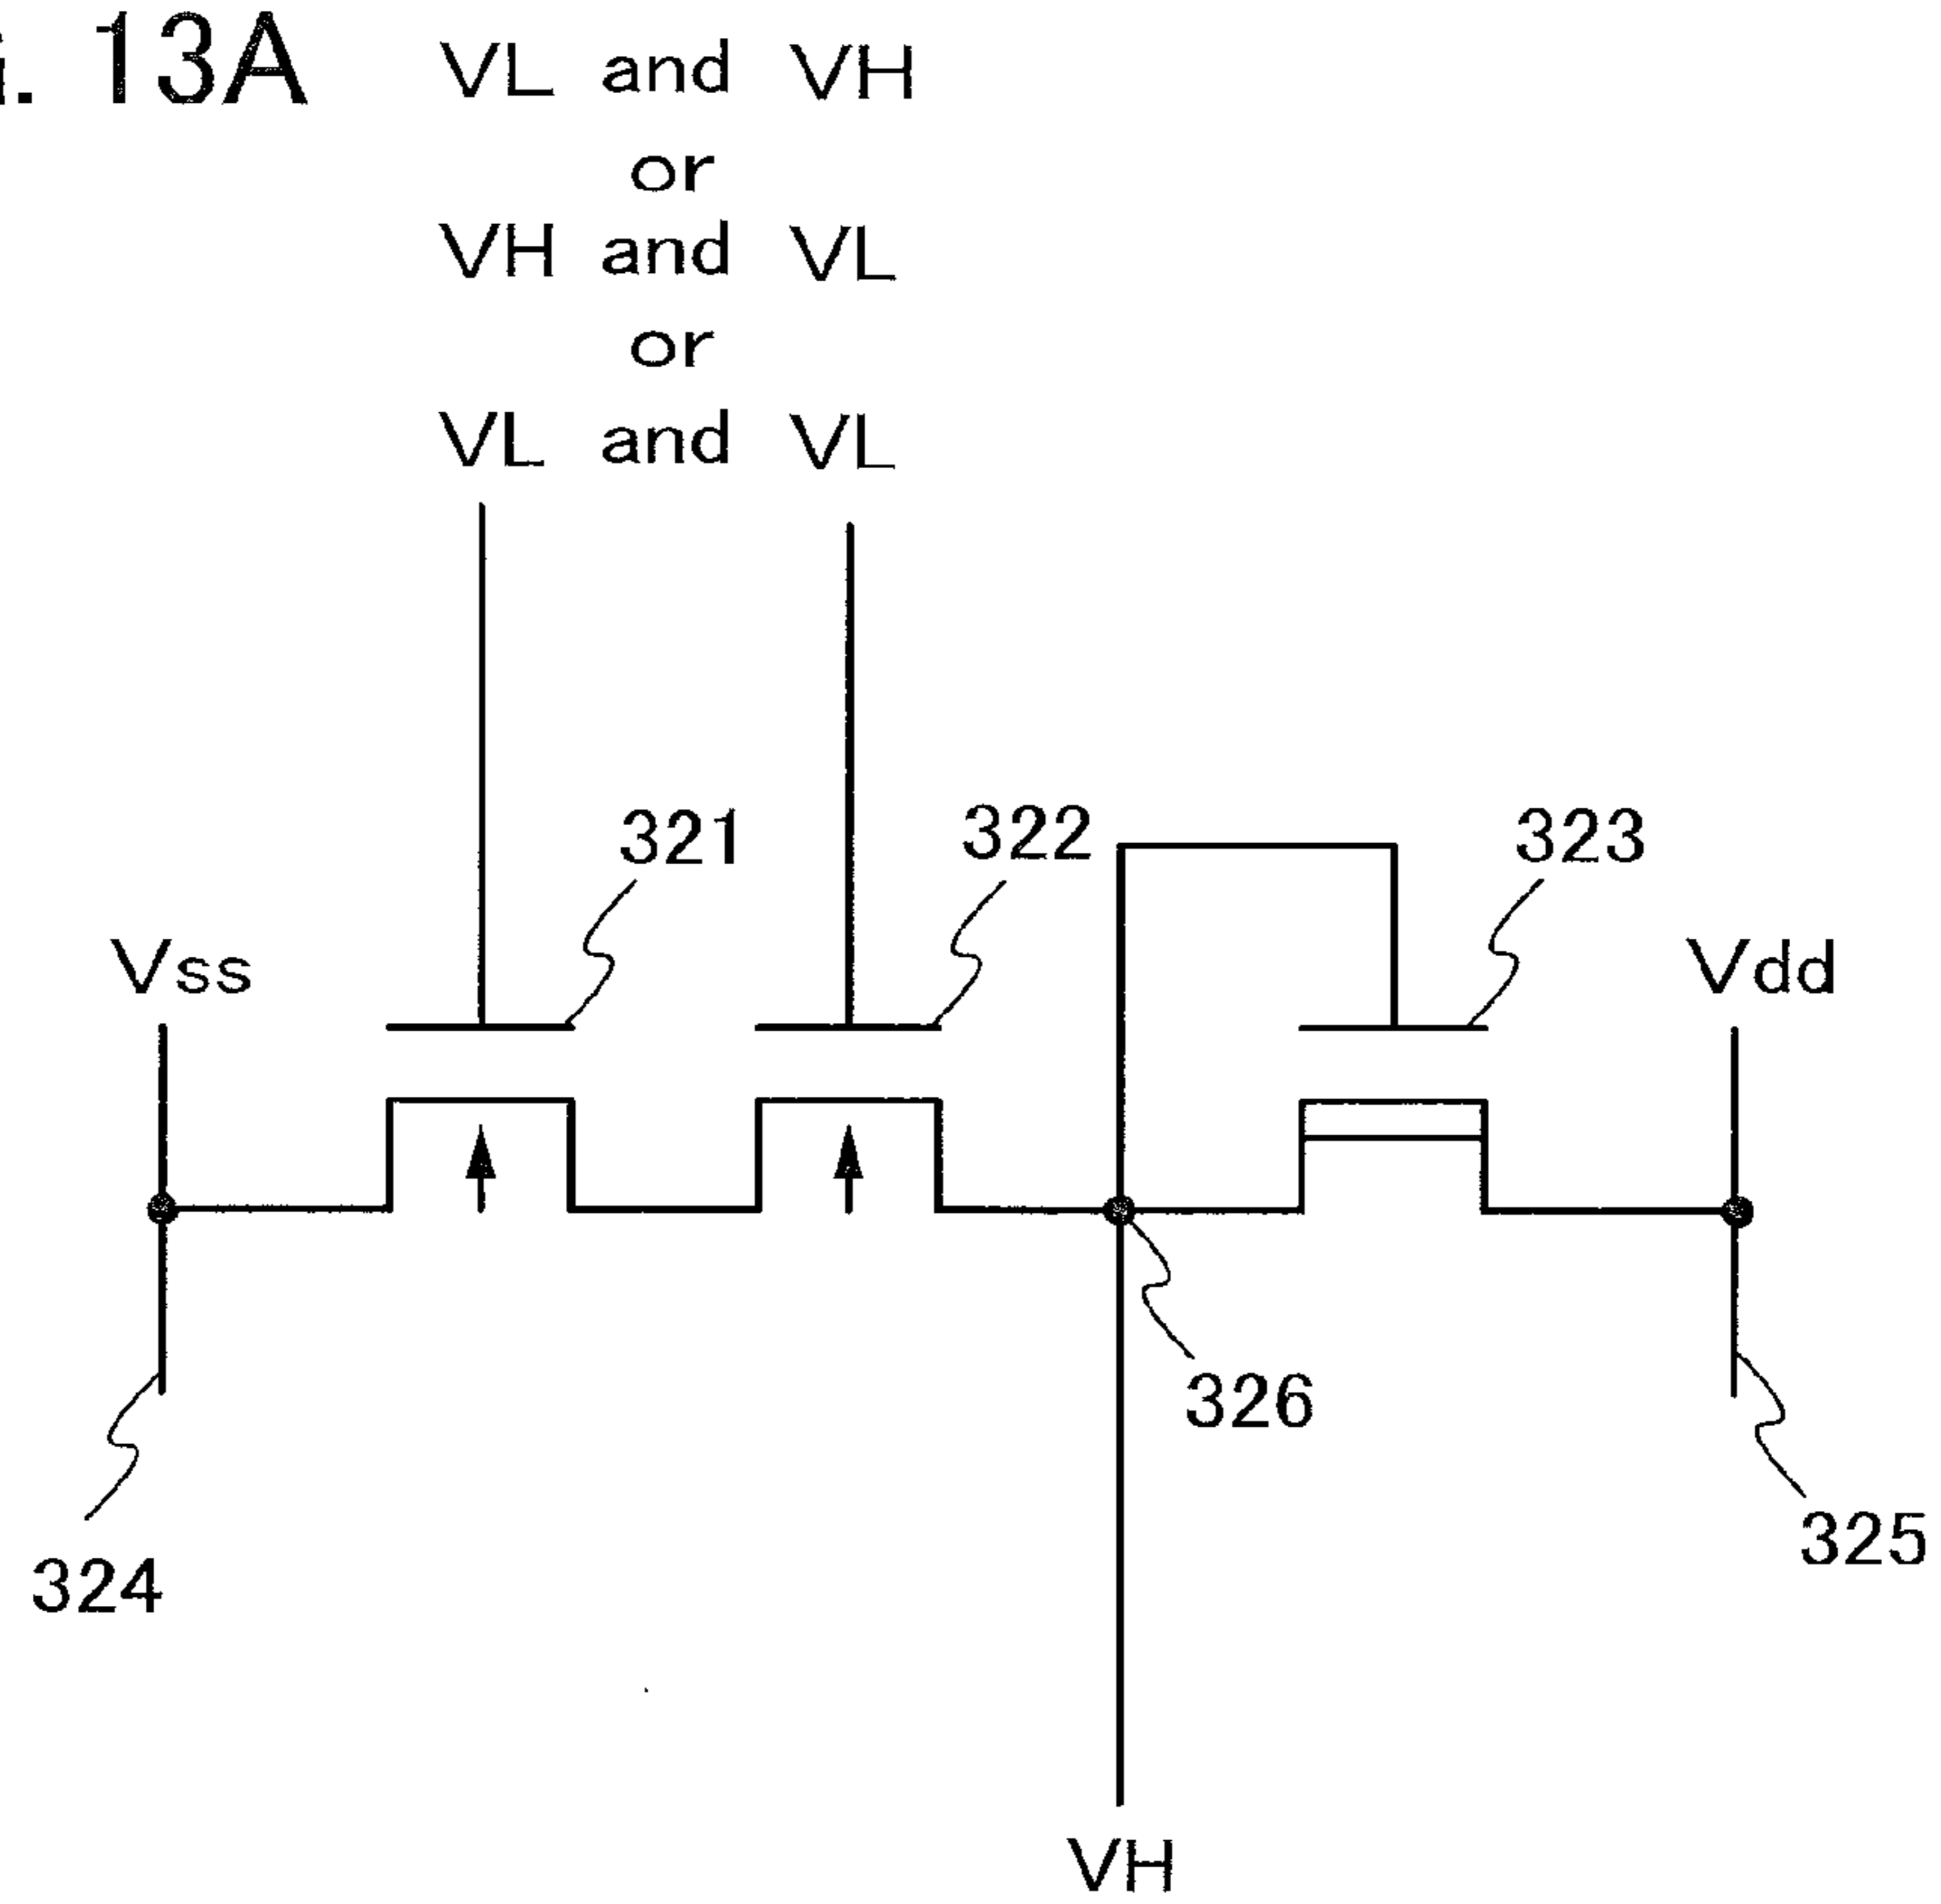 13A
VL and VH
or
VH and VL
or
VL and VL
321
322
323
Vss
Vdd
326
325
324
VH